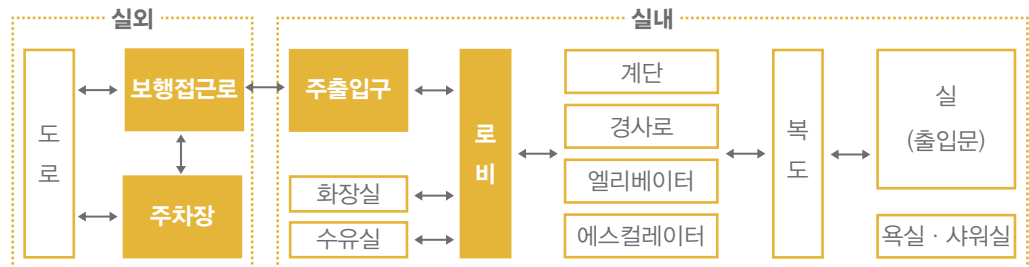 실외
도
로
보행접근로
주차장
실내
주출입구
화장실
수유실
로
비
계단
경사로
엘리베이터
에스컬레이터
복
도
실
(출입문)
욕실 · 샤워실